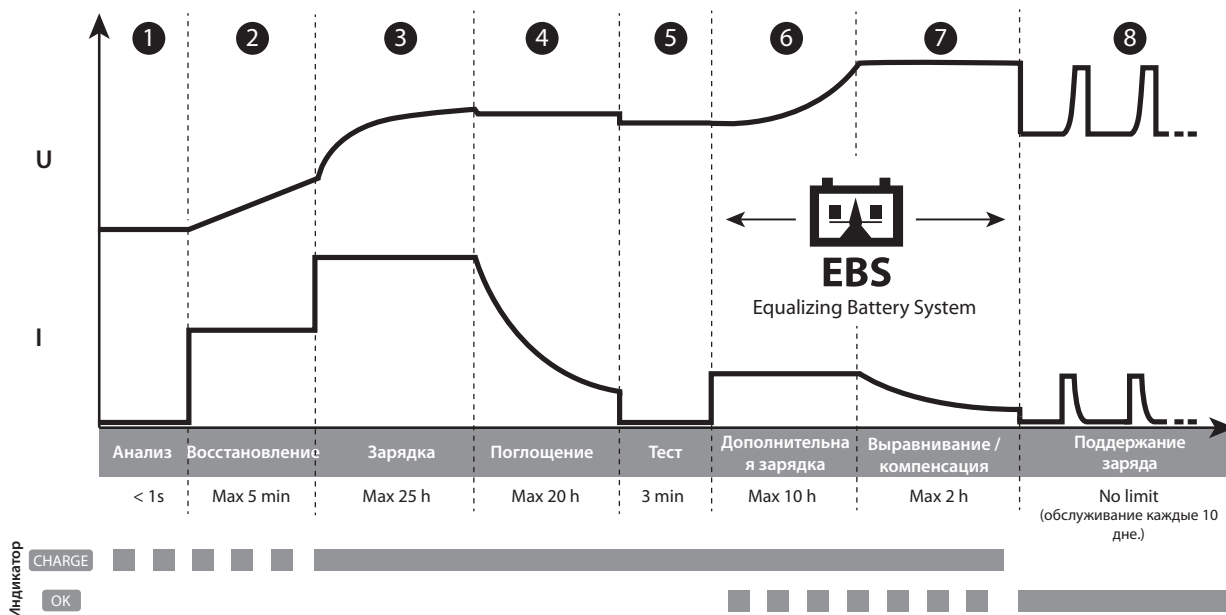 1 2 3 4 5 6 7 8
U
EBS
Equalizing Battery System
I
Анализ Восстановление Зарядка Поглощение Тест Дополнительна
я зарядка Выравнивание /
компенсация Поддержание
заряда
< 1s Max 5 min Max 25 h Max 20 h 3 min Max 10 h Max 2 h No limit
(обслуживание каждые 10
дне.)
Индикатор
CHARGE
OK